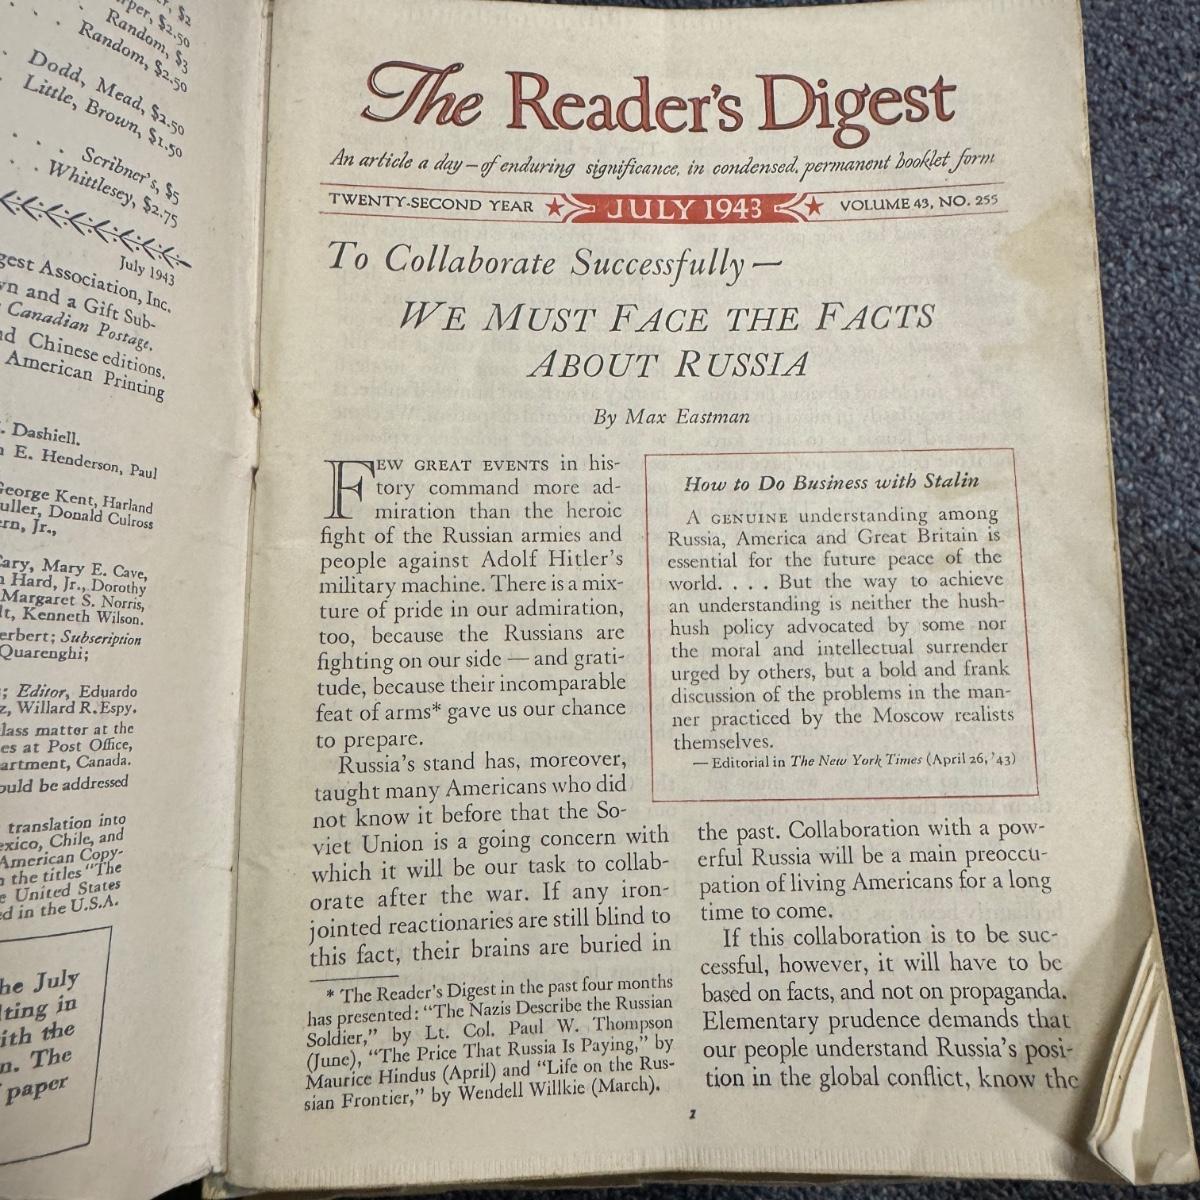 r, $2
rper, $2.50
Random, $3
Random, $2.50
Dodd, Mead, $2.50
Little, Brown, $1.50
Scribner's, $5
Whittlesey, $2.75
July 1943
gest Association, Inc.
wn and a Gift Sub-
Canadian Postage.
nd Chinese editions.
American Printing
. Dashiell.
E. Henderson, Paul
George Kent, Harland
uller, Donald Culross
ern, Jr.,
Cary, Mary E. Cave,
Hard, Jr., Dorothy
Margaret S. Norris,
lt, Kenneth Wilson.
erbert; Subscription
Quarenghi;
; Editor, Eduardo
z, Willard R. Espy.
lass matter at the
es at Post Office,
artment, Canada.
ould be addressed
translation into
exico, Chile, and
American Copy-
n the titles "The
e United States
ed in the U.S.A.
he July
lting in
ith the
n. The
paper
The Reader's Digest
An article a day — of enduring significance, in condensed, permanent booklet form
TWENTY-SECOND YEAR JULY 1943 VOLUME 43, NO. 255
To Collaborate Successfully —
WE MUST FACE THE FACTS
ABOUT RUSSIA
By Max Eastman
FEW GREAT EVENTS in his-
tory command more ad-
miration than the heroic
fight of the Russian armies and
people against Adolf Hitler's
military machine. There is a mix-
ture of pride in our admiration,
too, because the Russians are
fighting on our side — and grati-
tude, because their incomparable
feat of arms* gave us our chance
to prepare.
Russia's stand has, moreover,
taught many Americans who did
not know it before that the So-
viet Union is a going concern with
which it will be our task to collab-
orate after the war. If any iron-
jointed reactionaries are still blind to
this fact, their brains are buried in
* The Reader's Digest in the past four months
has presented: "The Nazis Describe the Russian
Soldier," by Lt. Col. Paul W. Thompson
(June), "The Price That Russia Is Paying," by
Maurice Hindus (April) and "Life on the Rus-
sian Frontier," by Wendell Willkie (March).
How to Do Business with Stalin
A GENUINE understanding among
Russia, America and Great Britain is
essential for the future peace of the
world. . . . But the way to achieve
an understanding is neither the hush-
hush policy advocated by some nor
the moral and intellectual surrender
urged by others, but a bold and frank
discussion of the problems in the man-
ner practiced by the Moscow realists
themselves.
— Editorial in The New York Times (April 26, '43)
the past. Collaboration with a pow-
erful Russia will be a main preoccu-
pation of living Americans for a long
time to come.
If this collaboration is to be suc-
cessful, however, it will have to be
based on facts, and not on propaganda.
Elementary prudence demands that
our people understand Russia's posi-
tion in the global conflict, know the
1